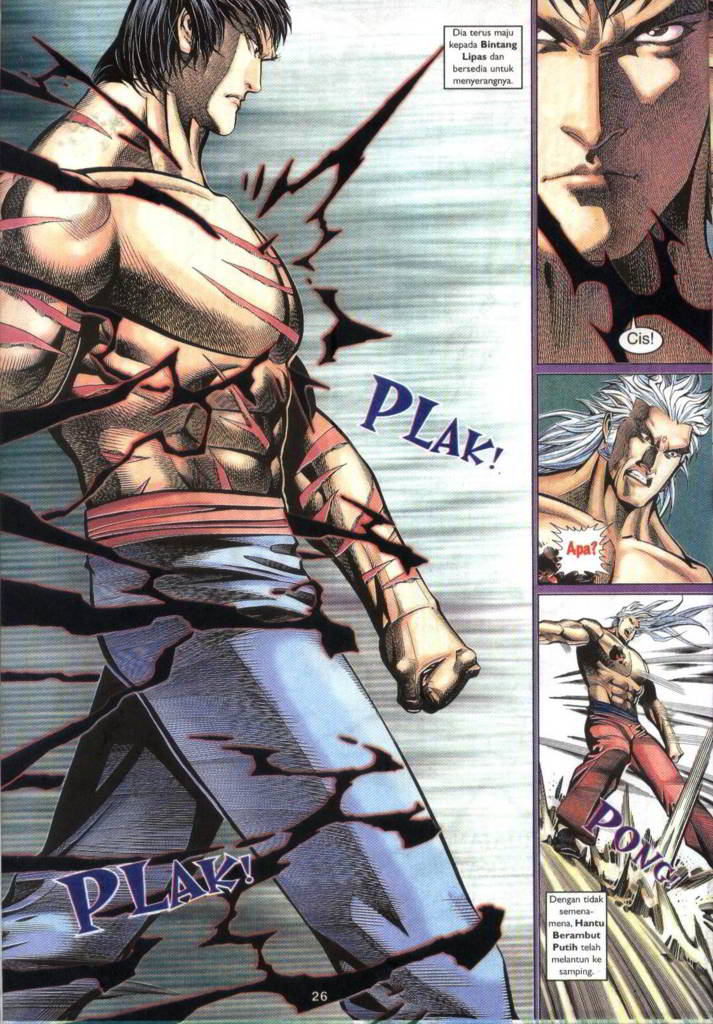 Dia terus maju
kepada Bintang
Lipas dan
bersedia untuk
menyerangnya.
PLAK!
PLAK!
Cis!
Apa?
PONG!
Dengan tidak
semena-
mena, Hantu
Berambut
Putih telah
melantun ke
samping.
26